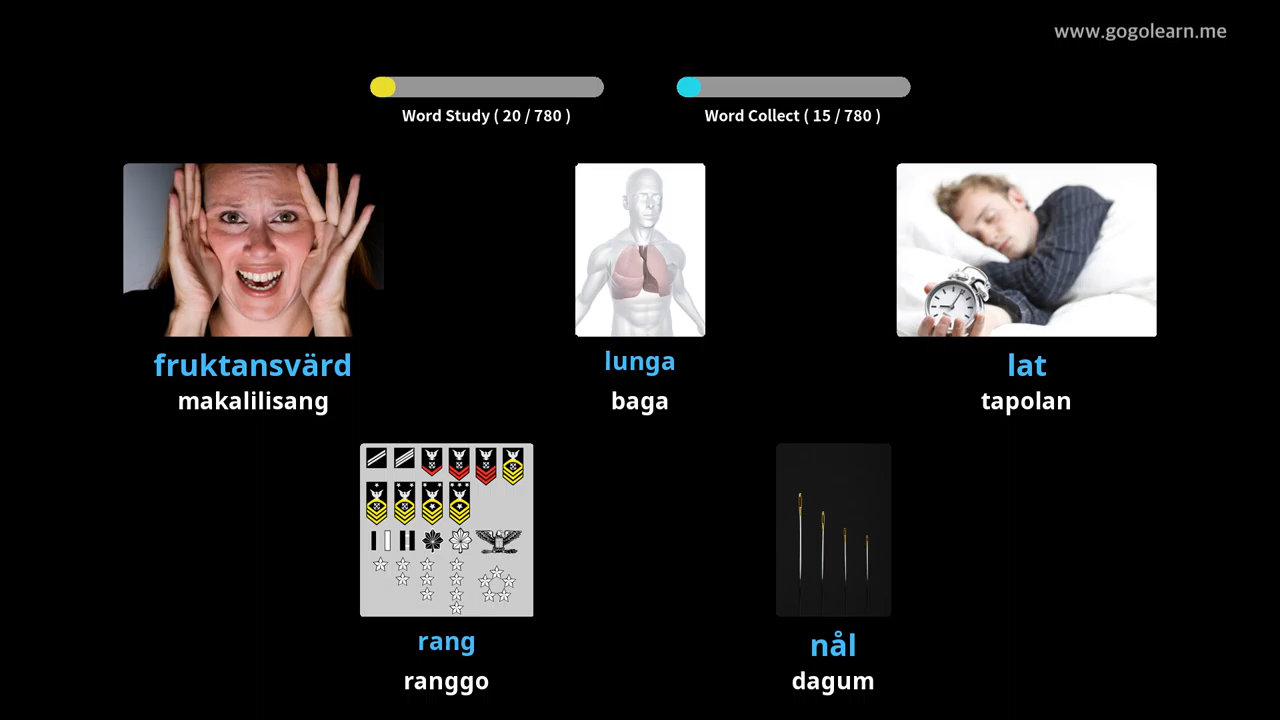 www.gogolearn.me
Word Study ( 20 / 780 )
Word Collect ( 15 / 780 )
fruktansvärd
makalilisang
lunga
baga
lat
tapolan
rang
ranggo
nål
dagum